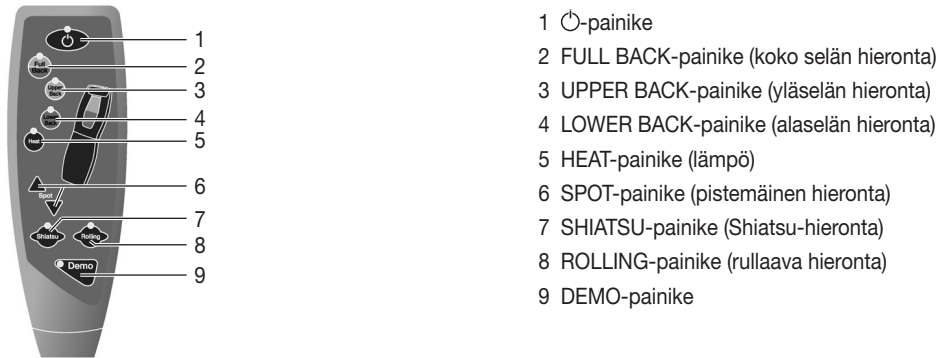 Full
Back
Upper
Back
Lower
Back
Heat
Spot
Shiatsu
Rolling
Demo
1
2
3
4
5
6
7
8
9
1 -painike
2 FULL BACK-painike (koko selän hieronta)
3 UPPER BACK-painike (yläselän hieronta)
4 LOWER BACK-painike (alaselän hieronta)
5 HEAT-painike (lämpö)
6 SPOT-painike (pistemäinen hieronta)
7 SHIATSU-painike (Shiatsu-hieronta)
8 ROLLING-painike (rullaava hieronta)
9 DEMO-painike